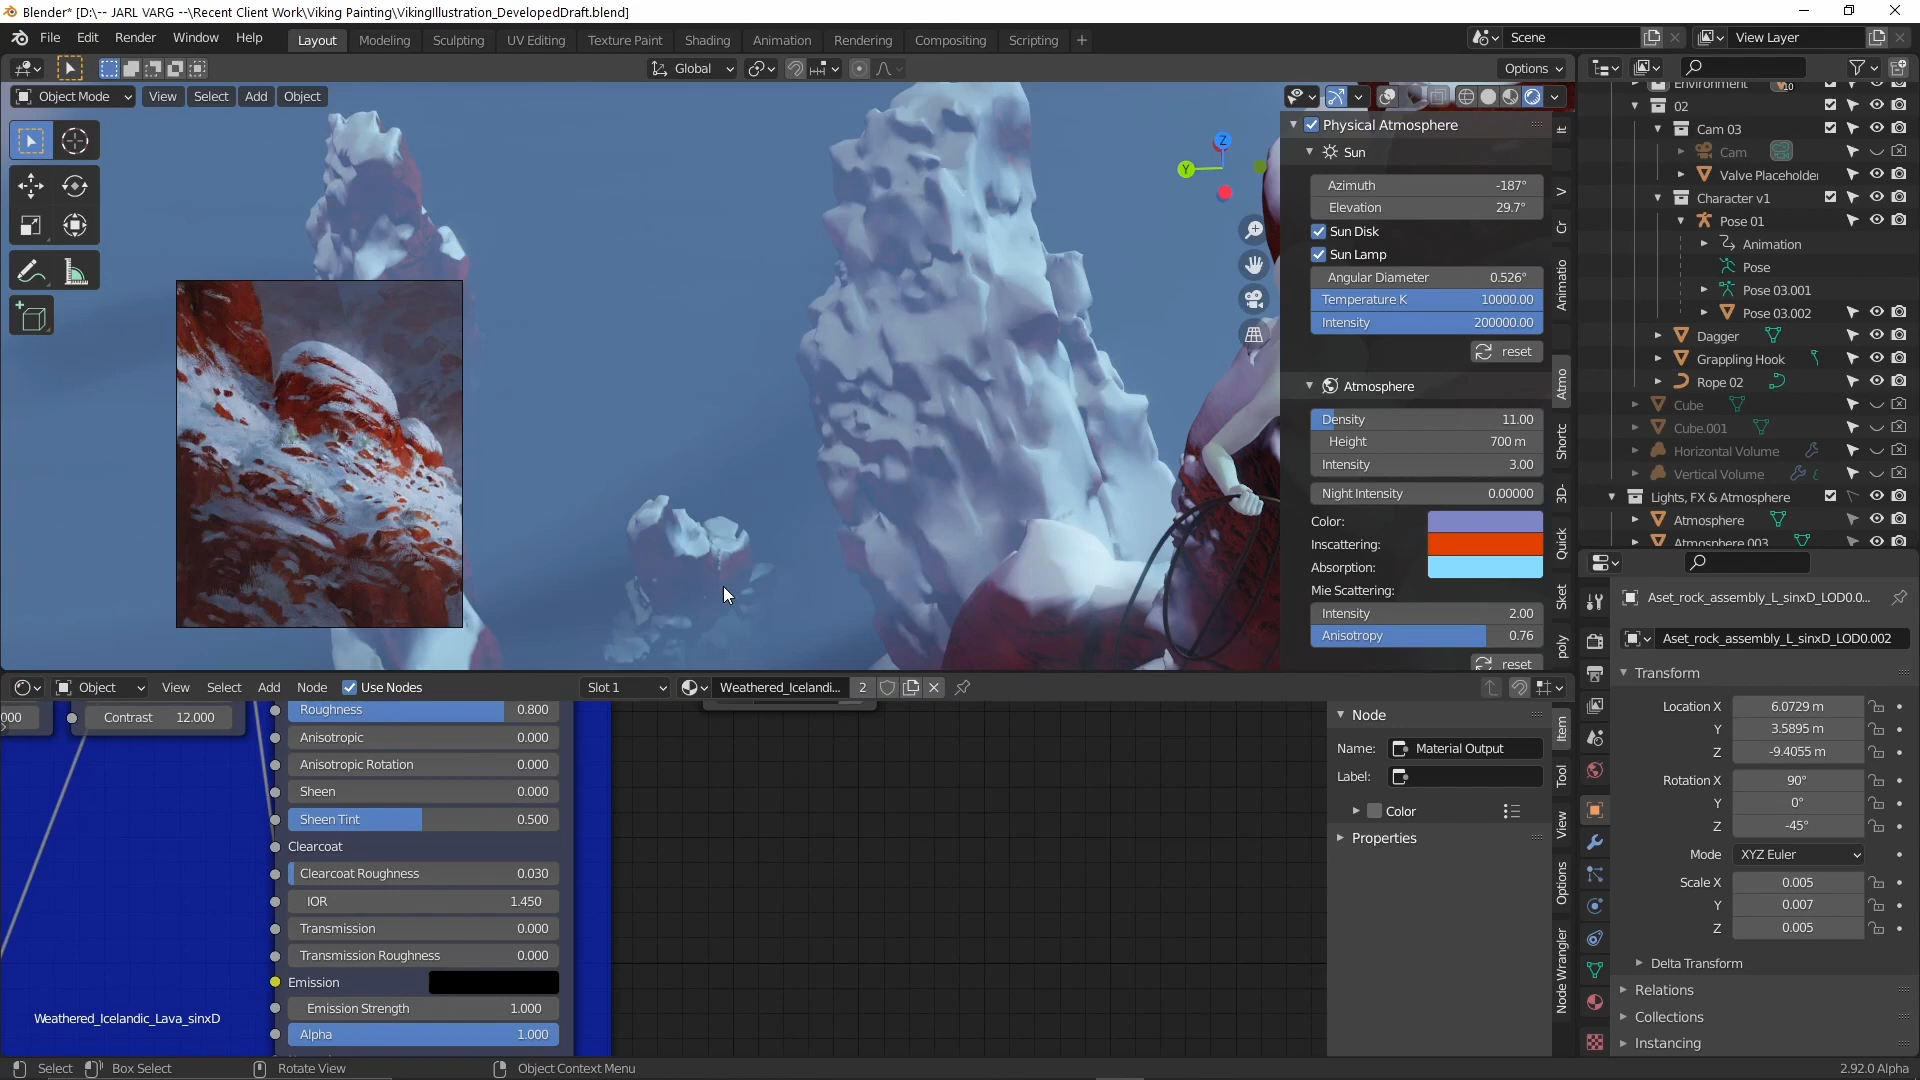 Blender* [D:\-- JARL VARG --\Recent Client Work\Viking Painting\VikingIllustration_DevelopedDraft.blend]
File Edit Render Window Help
Layout Modeling Sculpting UV Editing Texture Paint Shading Animation Rendering Compositing Scripting +
Scene
View Layer
Global
Options
Object Mode View Select Add Object
Z
Y
Physical Atmosphere
Sun
Azimuth -187°
Elevation 29.7°
Sun Disk
Sun Lamp
Angular Diameter 0.526°
Temperature K 10000.00
Intensity 200000.00
reset
Atmosphere
Density 11.00
Height 700 m
Intensity 3.00
Night Intensity 0.00000
Color:
Inscattering:
Absorption:
Mie Scattering:
Intensity 2.00
Anisotropy 0.76
reset
It
V
Cr
Animatio
Atmo
Shortc
3D-
Quick
Sket
poly
Environment 10
02
Cam 03
Cam
Valve Placeholder
Character v1
Pose 01
Animation
Pose
Pose 03.001
Pose 03.002
Dagger
Grappling Hook
Rope 02
Cube
Cube.001
Horizontal Volume
Vertical Volume
Lights, FX & Atmosphere
Atmosphere
Atmosphere.003
Aset_rock_assembly_L_sinxD_LOD0.0...
Aset_rock_assembly_L_sinxD_LOD0.002
Transform
Location X 6.0729 m
Y 3.5895 m
Z -9.4055 m
Rotation X 90°
Y 0°
Z -45°
Mode XYZ Euler
Scale X 0.005
Y 0.007
Z 0.005
Delta Transform
Relations
Collections
Instancing
Object View Select Add Node Use Nodes
Slot 1
Weathered_Icelandi... 2
000
Contrast 12.000
Roughness 0.800
Anisotropic 0.000
Anisotropic Rotation 0.000
Sheen 0.000
Sheen Tint 0.500
Clearcoat
Clearcoat Roughness 0.030
IOR 1.450
Transmission 0.000
Transmission Roughness 0.000
Emission
Emission Strength 1.000
Alpha 1.000
Weathered_Icelandic_Lava_sinxD
Node
Name: Material Output
Label:
Color
Properties
Item
Tool
View
Options
Node Wrangler
Select Box Select Rotate View Object Context Menu
2.92.0 Alpha